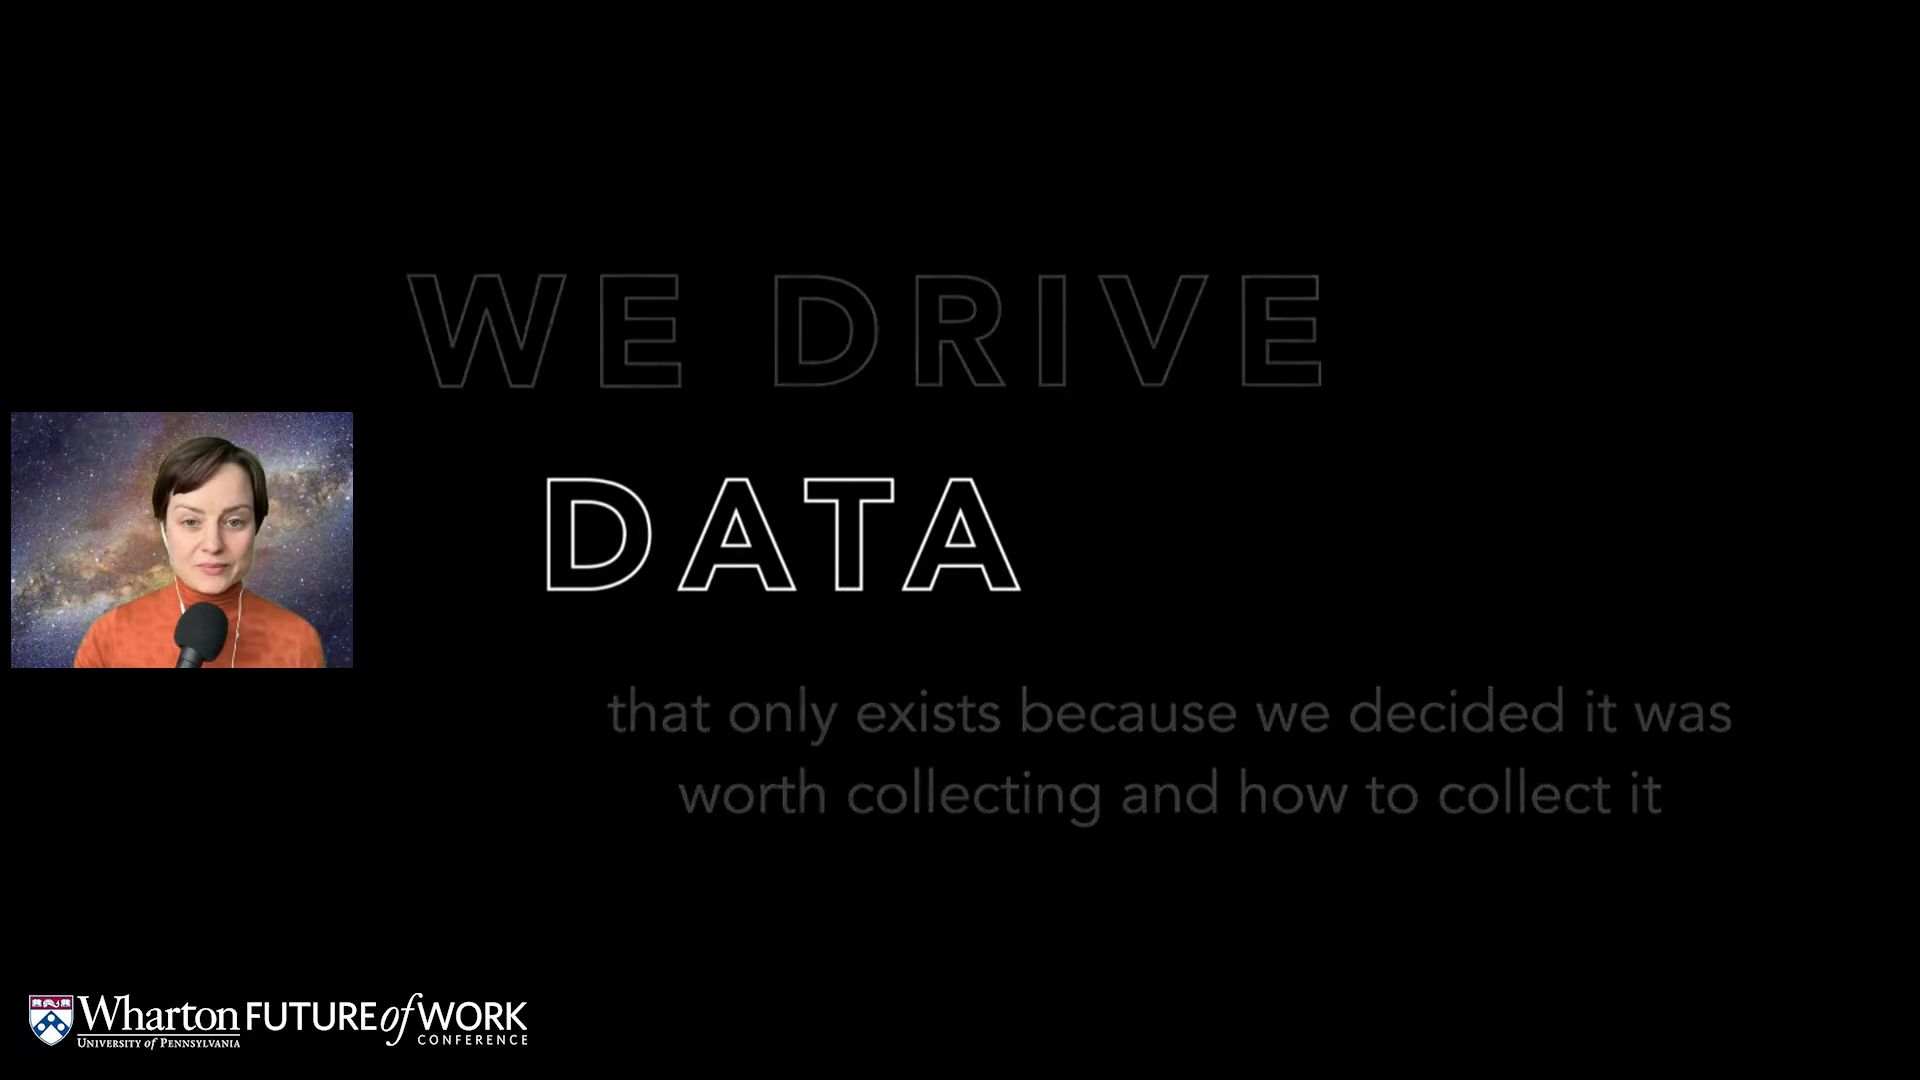 WE DRIVE
DATA
that only exists because we decided it was
worth collecting and how to collect it
Wharton FUTURE of WORK
UNIVERSITY of PENNSYLVANIA CONFERENCE